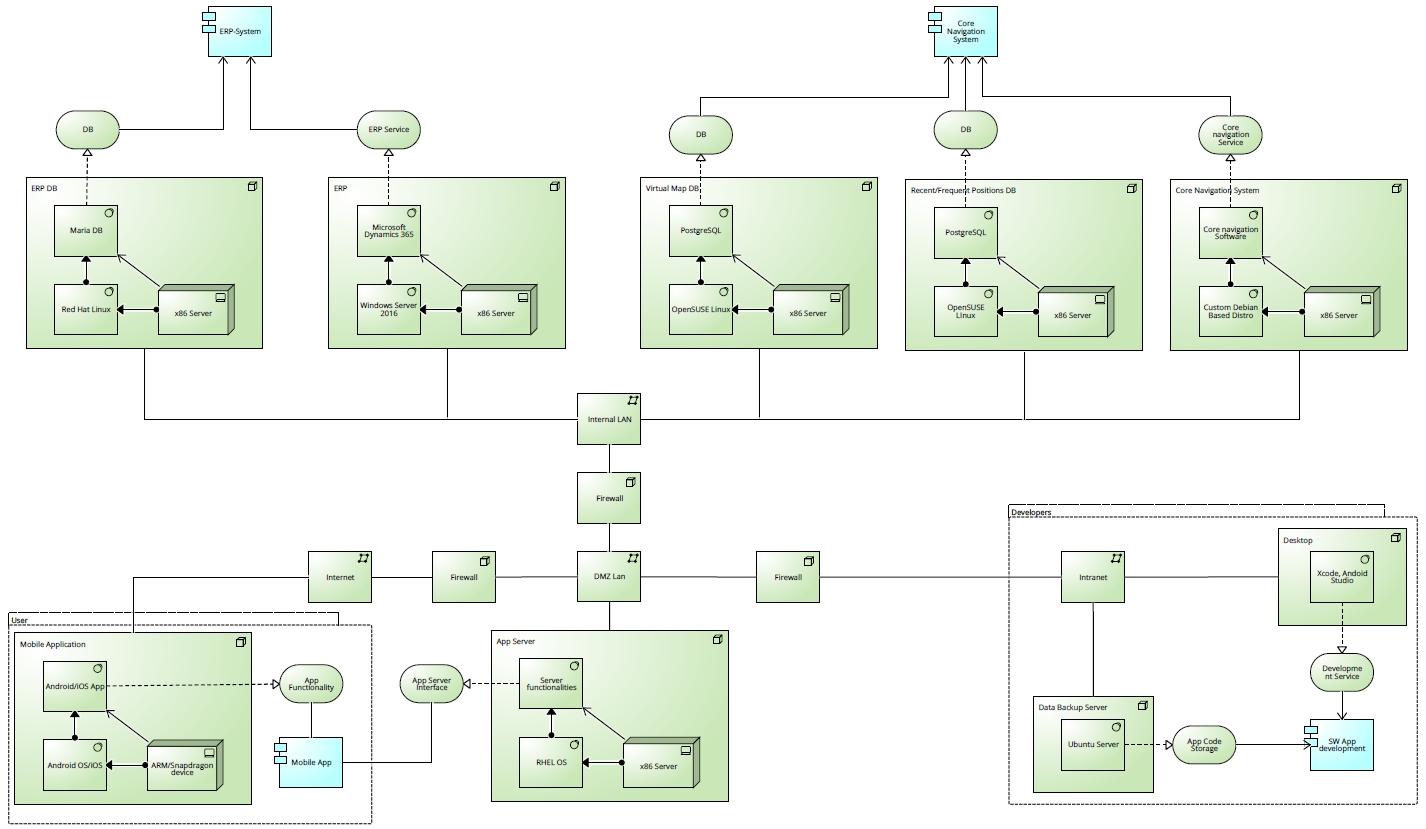 ERP-System
Core
Navigation
System
DB
ERP Service
DB
DB
Core
navigation
Service
ERP DB
ERP
Virtual Map DB
Recent/Frequent Positions DB
Core Navigation System
Maria DB
Microsoft
Dynamics 365
PostgreSQL
PostgreSQL
Core navigation
Software
Red Hat Linux
x86 Server
Windows Server
2016
x86 Server
OpenSUSE Linux
x86 Server
OpenSUSE
LInux
x86 Server
Custom Debian
Based Distro
x86 Server
Internal LAN
Firewall
Developers
Desktop
Internet
Firewall
DMZ Lan
Firewall
Intranet
Xcode, Andoid
Studio
User
Mobile Application
App Server
Android/iOS App
App
Functionality
App Server
Interface
Server
functionalities
Developme
nt Service
Data Backup Server
Ubuntu Server
App Code
Storage
SW App
development
Android OS/iOS
ARM/Snapdragon
device
Mobile App
RHEL OS
x86 Server